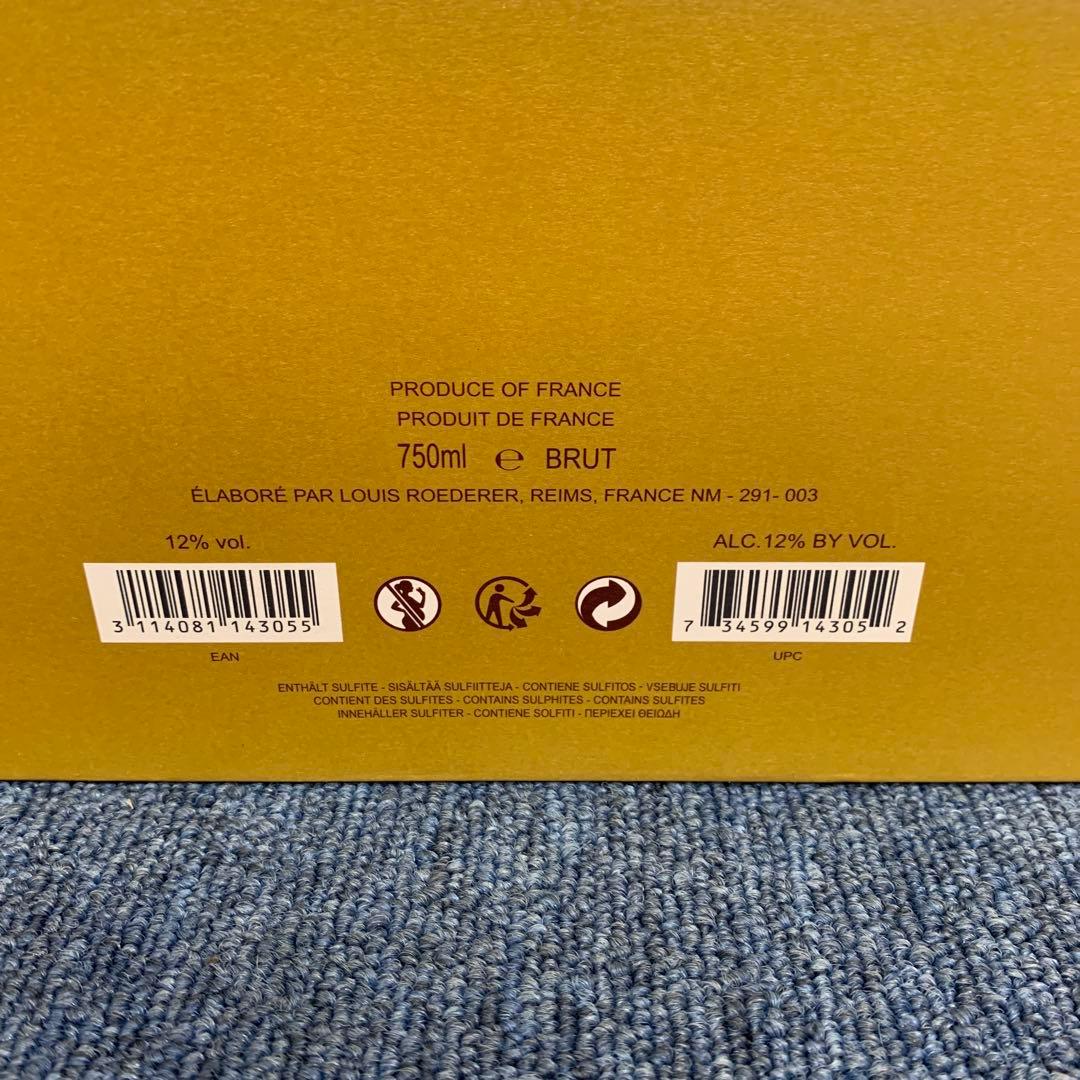 PRODUCE OF FRANCE
PRODUIT DE FRANCE
750ml ℮ BRUT
ÉLABORÉ PAR LOUIS ROEDERER, REIMS, FRANCE NM - 291- 003
12% vol.
ALC.12% BY VOL.
3 114081 143055
7 34599 14305 2
EAN
UPC
ENTHÄLT SULFITE - SISÄLTÄÄ SULFIITTEJA - CONTIENE SULFITOS - VSEBUJE SULFITI
CONTIENT DES SULFITES - CONTAINS SULPHITES - CONTAINS SULFITES
INNEHÅLLER SULFITER - CONTIENE SOLFITI - ΠΕΡΙΕΧΕΙ ΘΕΙΩΔΗ